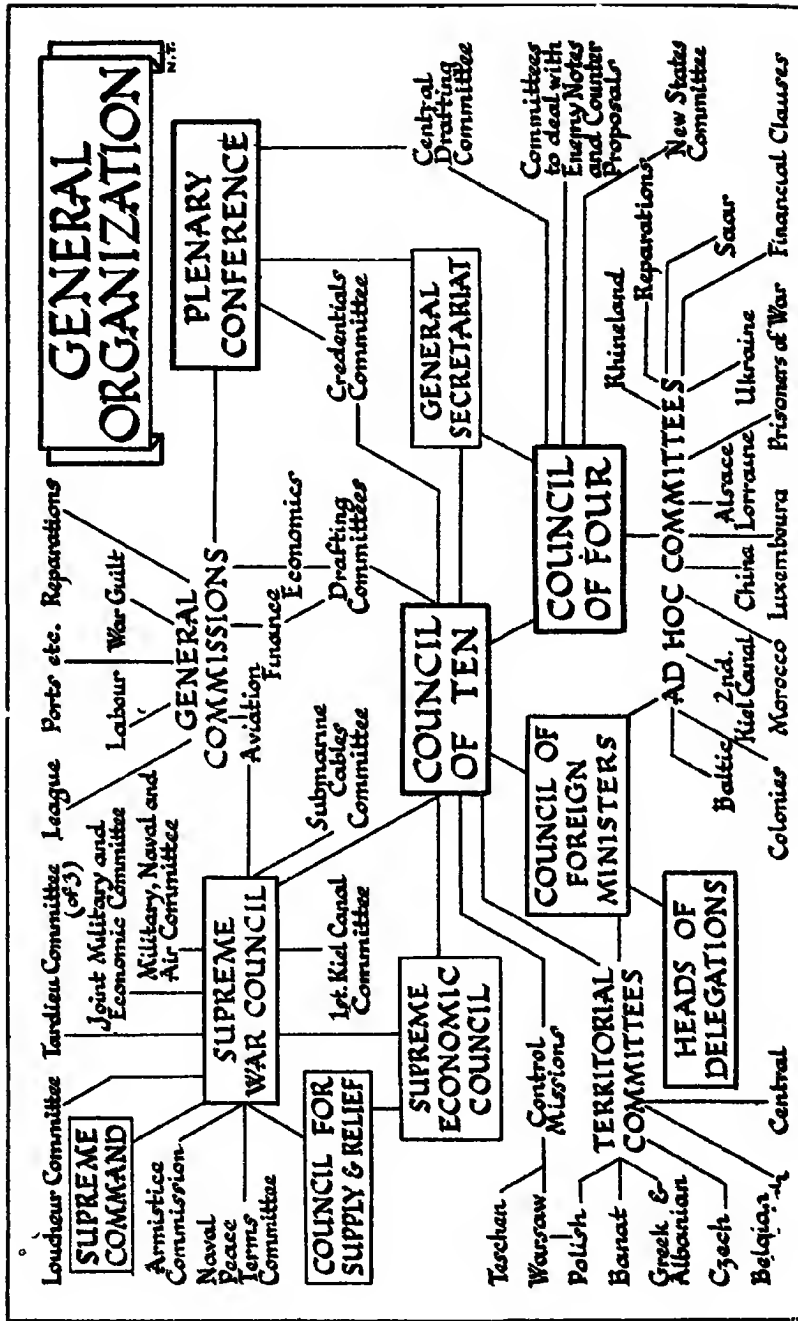 GENERAL
ORGANIZATION
N.T.
Loucheur Committee
Tardieu Committee
(of 3)
League
Ports etc.
Reparations
Joint Military and
Economic Committee
Labour
War Guilt
SUPREME
COMMAND
Military, Naval and
Air Committee
GENERAL
COMMISSIONS
PLENARY
CONFERENCE
Armistice
Commission
SUPREME
WAR COUNCIL
Aviation
Finance
Economics
Naval
Peace
Terms
Committee
Submarine
Cables
Committee
Drafting
Committees
Credentials
Committee
COUNCIL FOR
SUPPLY & RELIEF
1st. Kiel Canal
Committee
Central
Drafting
Committee
SUPREME
ECONOMIC
COUNCIL
COUNCIL
OF TEN
GENERAL
SECRETARIAT
Teschen
Warsaw
Control
Missions
Committees
to deal with
Enemy Notes
and Counter
Proposals
Polish
Banat
Greek &
Albanian
Czech
Belgian
Central
TERRITORIAL
COMMITTEES
COUNCIL OF
FOREIGN
MINISTERS
COUNCIL
OF FOUR
New States
Committee
HEADS OF
DELEGATIONS
Rhineland
Reparations
AD HOC COMMITTEES
Saar
Baltic
2nd.
Kiel Canal
China
Alsace
Lorraine
Ukraine
Financial Clauses
Colonies
Morocco
Luxembourg
Prisoners of War